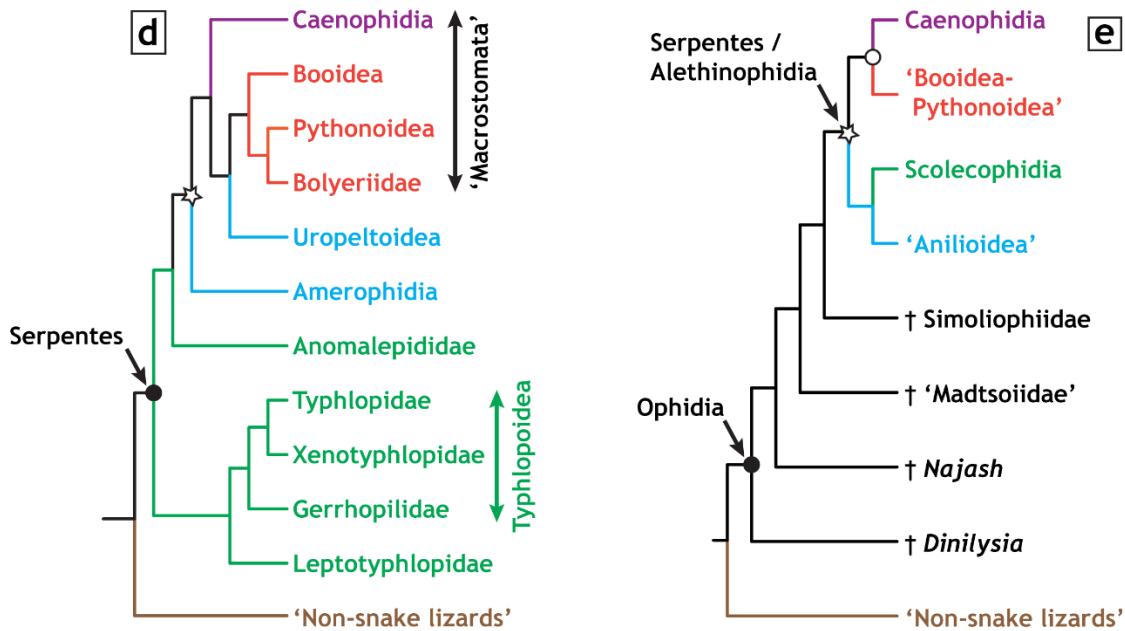 d
Caenophidia
Booidea
Pythonoidea
Bolyeriidae
'Macrostomata'
Uropeltoidea
Amerophidia
Serpentes
Anomalepididae
Typhlopidae
Xenotyphlopidae
Gerrhopilidae
Typhlopoidea
Leptotyphlopidae
'Non-snake lizards'
e
Serpentes /
Alethinophidia
Caenophidia
'Booidea-
Pythonoidea'
Scolecophidia
'Anilioidea'
† Simoliophiidae
† 'Madtsoiidae'
Ophidia
† Najash
† Dinilysia
'Non-snake lizards'